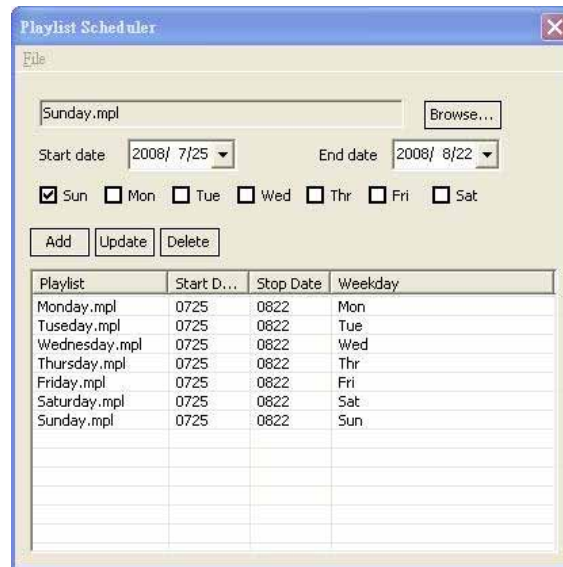 Playlist Scheduler
File
Sunday.mpl Browse...
Start date 2008/ 7/25 End date 2008/ 8/22
Sun Mon Tue Wed Thr Fri Sat
Add Update Delete
Playlist Start D... Stop Date Weekday
Monday.mpl 0725 0822 Mon
Tuseday.mpl 0725 0822 Tue
Wednesday.mpl 0725 0822 Wed
Thursday.mpl 0725 0822 Thr
Friday.mpl 0725 0822 Fri
Saturday.mpl 0725 0822 Sat
Sunday.mpl 0725 0822 Sun